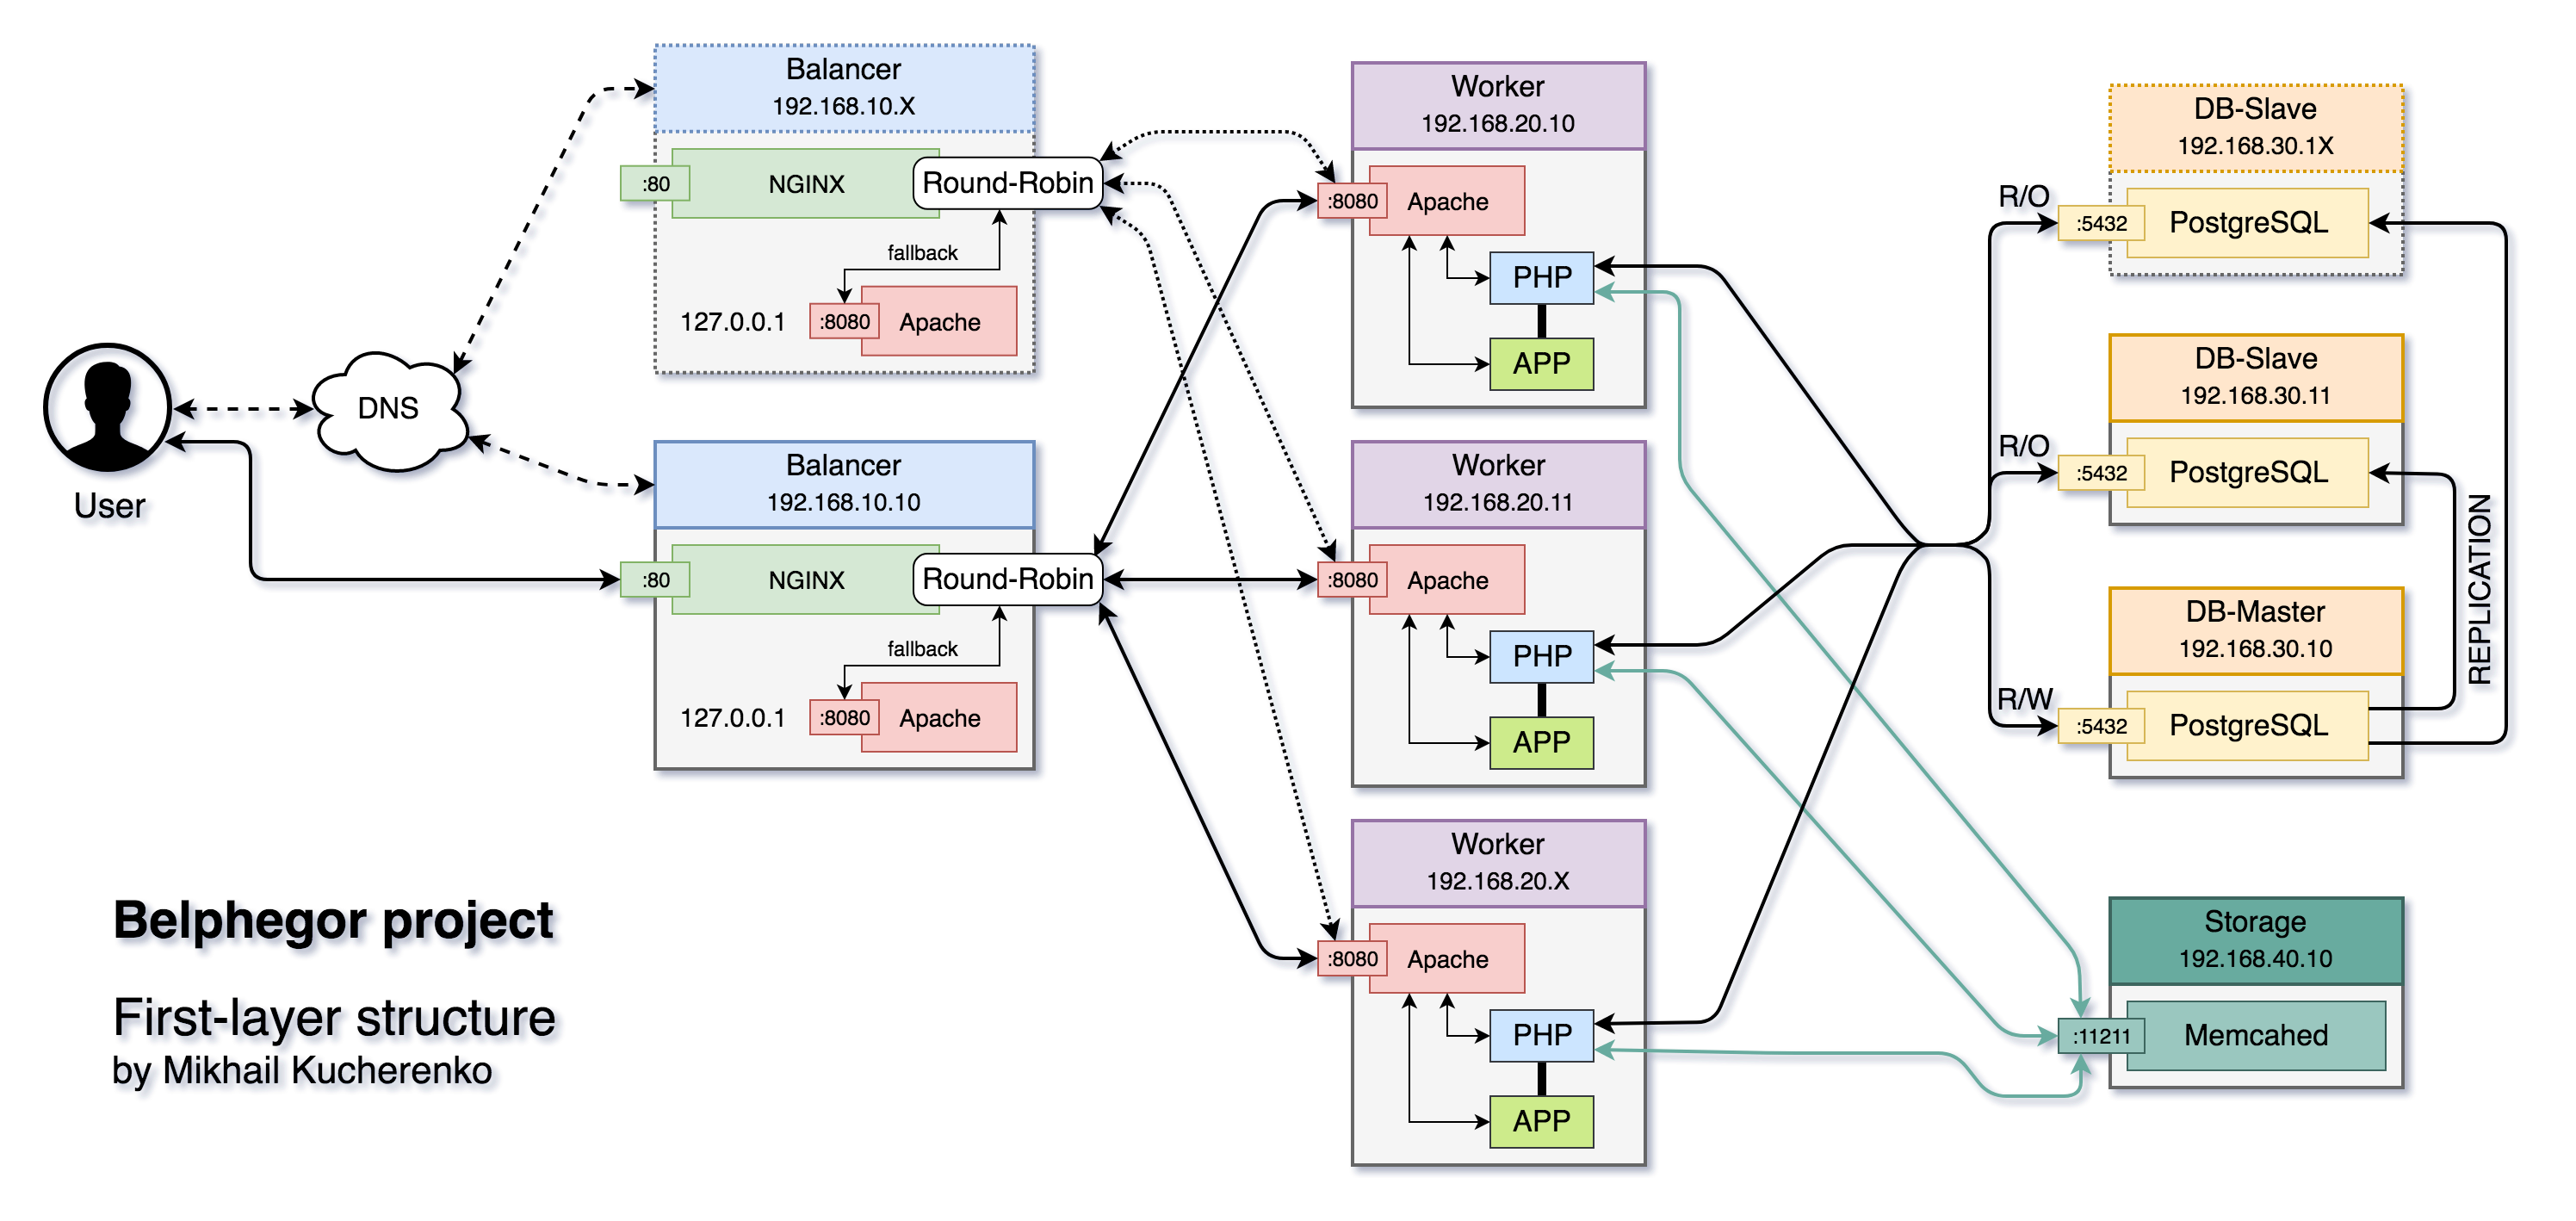 Balancer
192.168.10.X
:80
NGINX
Round-Robin
fallback
127.0.0.1
:8080
Apache
User
DNS
Balancer
192.168.10.10
:80
NGINX
Round-Robin
fallback
127.0.0.1
:8080
Apache
Worker
192.168.20.10
:8080
Apache
PHP
APP
Worker
192.168.20.11
:8080
Apache
PHP
APP
Worker
192.168.20.X
:8080
Apache
PHP
APP
DB-Slave
192.168.30.1X
R/O
:5432
PostgreSQL
DB-Slave
192.168.30.11
R/O
:5432
PostgreSQL
DB-Master
192.168.30.10
R/W
:5432
PostgreSQL
REPLICATION
Storage
192.168.40.10
:11211
Memcahed
Belphegor project
First-layer structure
by Mikhail Kucherenko